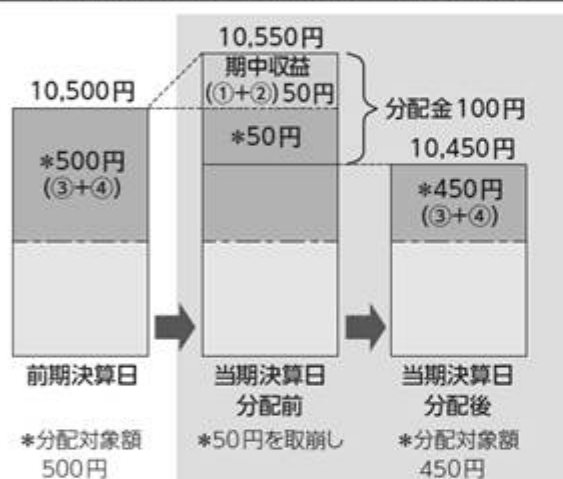 10,550円
期中収益
(①+②)50円
10,500円
分配金100円
*50円
10,450円
*500円
(③+④)
*450円
(③+④)
前期決算日
当期決算日
分配前
当期決算日
分配後
*分配対象額
500円
*50円を取崩し
*分配対象額
450円